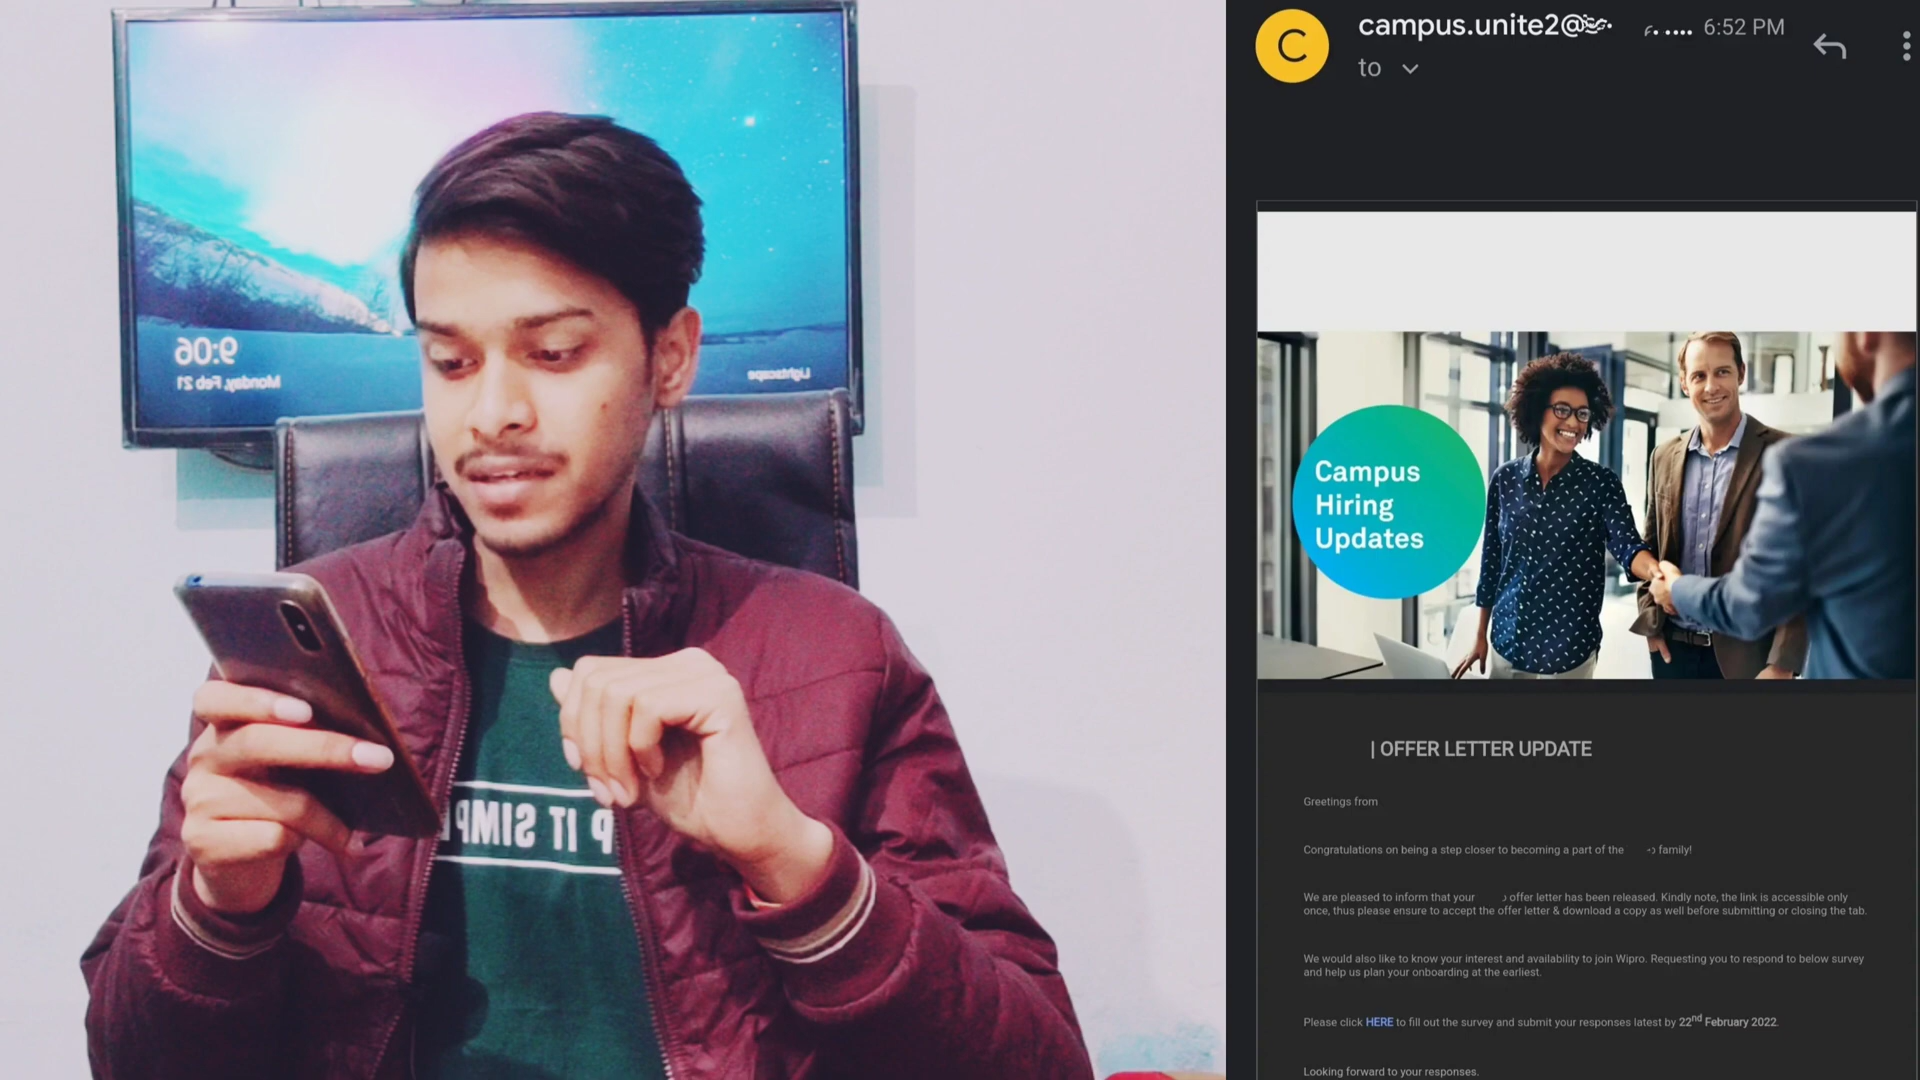 9:06
Monday, Feb 21
Lightscape
P IT SIMPL
C
campus.unite2@
6:52 PM
to
Campus
Hiring
Updates
| OFFER LETTER UPDATE
Greetings from
Congratulations on being a step closer to becoming a part of the family!
We are pleased to inform that your offer letter has been released. Kindly note, the link is accessible only
once, thus please ensure to accept the offer letter & download a copy as well before submitting or closing the tab.
We would also like to know your interest and availability to join Wipro. Requesting you to respond to below survey
and help us plan your onboarding at the earliest.
Please click HERE to fill out the survey and submit your responses latest by 22nd February 2022.
Looking forward to your responses.